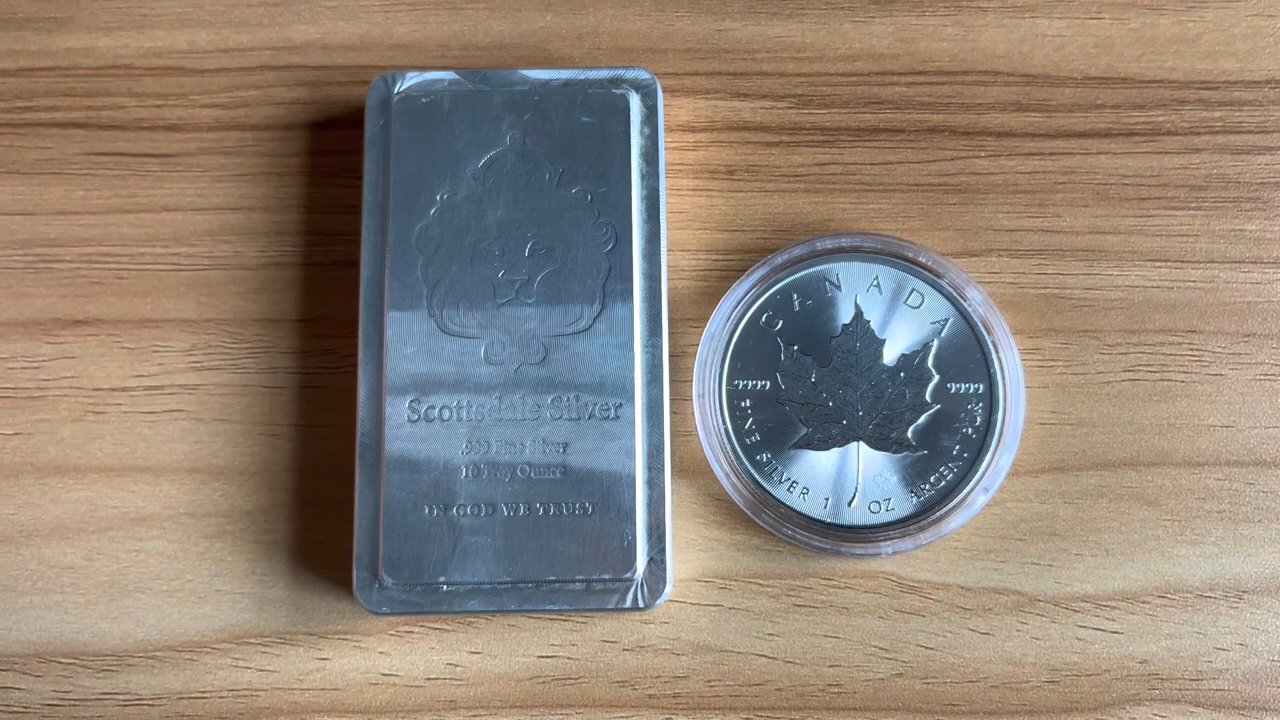 Scottsdale Silver
.999 Fine Silver
10 Troy Ounce
IN GOD WE TRUST
CANADA
9999
9999
FINE SILVER 1 OZ ARGENT PUR